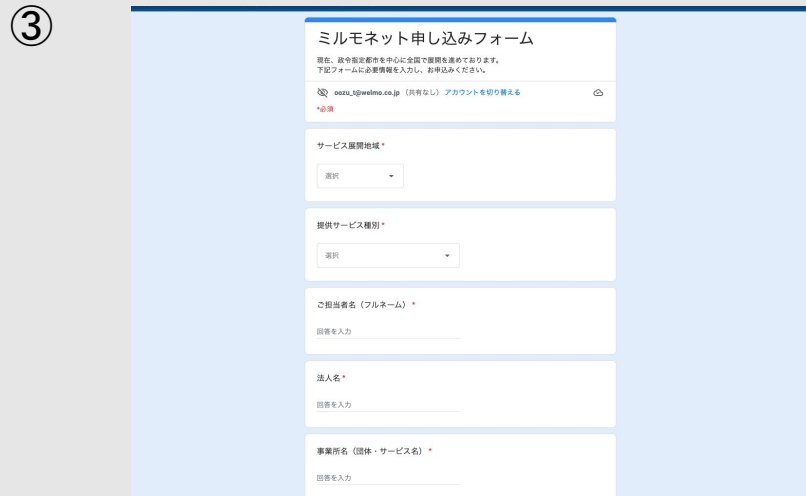 ③
ミルモネット申し込みフォーム
現在、政令指定都市を中心に全国で展開を進めております。
下記フォームに必要情報を入力し、お申込みください。
oozu_t@welmo.co.jp （共有なし） アカウントを切り替える
*必須
サービス展開地域 *
選択
提供サービス種別 *
選択
ご担当者名（フルネーム） *
回答を入力
法人名 *
回答を入力
事業所名（団体・サービス名） *
回答を入力